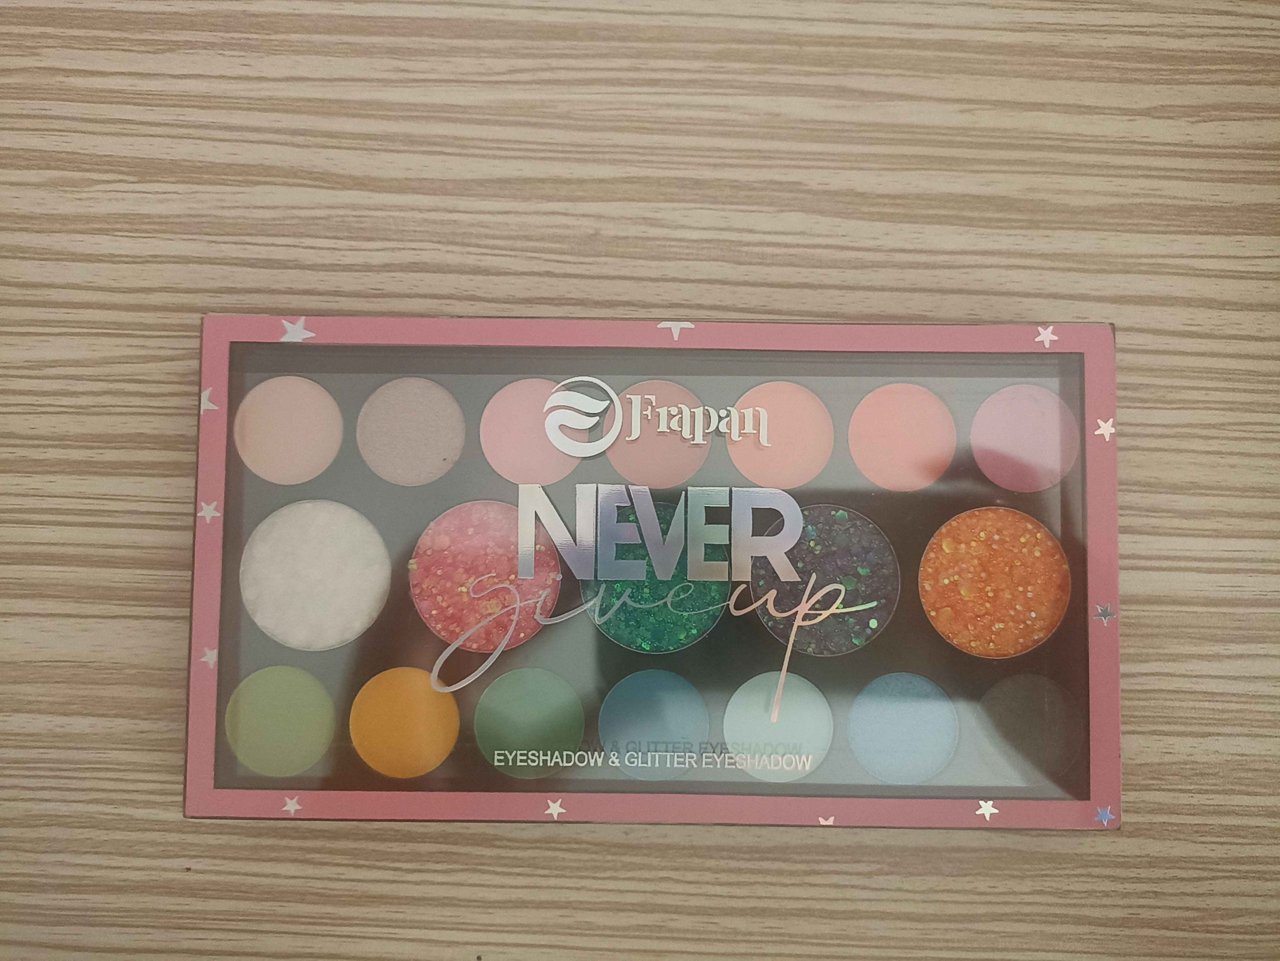 Frapan
NEVER
give up
EYESHADOW & GLITTER EYESHADOW